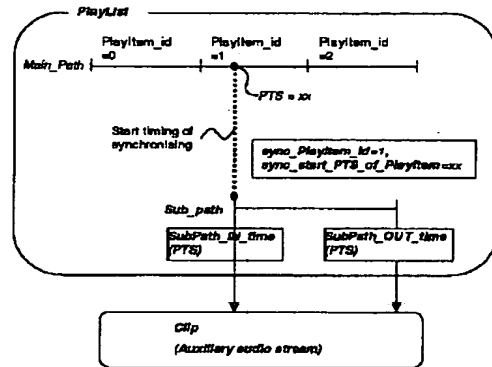 PlayList
PlayItem_id
=0
PlayItem_id
=1
PlayItem_id
=2
Main_Path
PTS = xx
Start timing of
synchronising
sync_PlayItem_id=1,
sync_start_PTS_of_PlayItem=xx
Sub_path
SubPath_IN_time
(PTS)
SubPath_OUT_time
(PTS)
Clip
(Auxiliary audio stream)